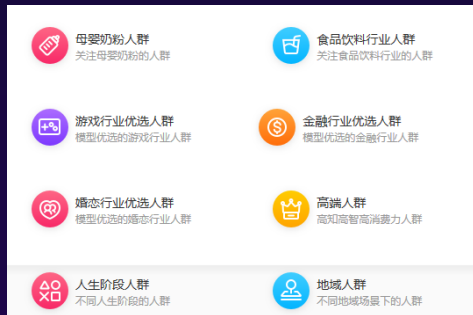 母婴奶粉人群
关注母婴奶粉的人群
食品饮料行业人群
关注食品饮料行业的人群
游戏行业优选人群
模型优选的游戏行业人群
金融行业优选人群
模型优选的金融行业人群
婚恋行业优选人群
模型优选的婚恋行业人群
高端人群
高知高智高消费力人群
人生阶段人群
不同人生阶段的人群
地域人群
不同地域场景下的人群